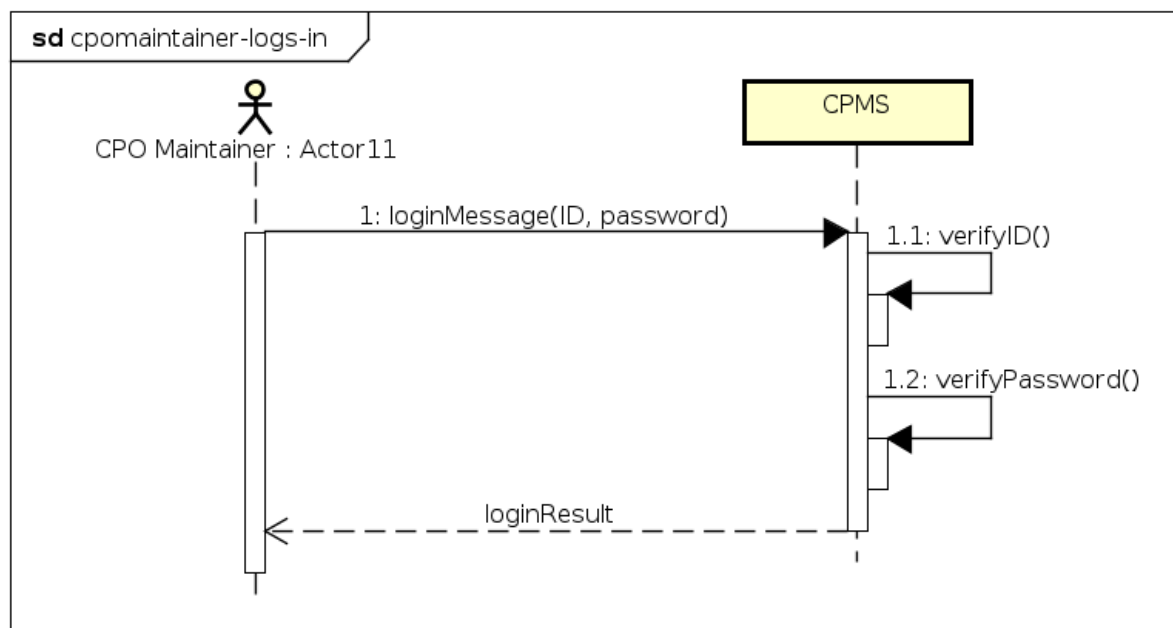 sd cpomaintainer-logs-in
CPMS
CPO Maintainer : Actor11
1: loginMessage(ID, password)
1.1: verifyID()
1.2: verifyPassword()
loginResult